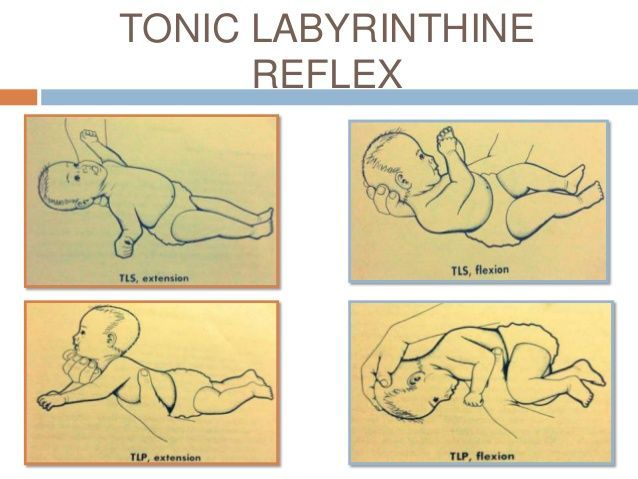 TONIC LABYRINTHINE
REFLEX
TLS, extension
TLS, flexion
TLP, extension
TLP, flexion